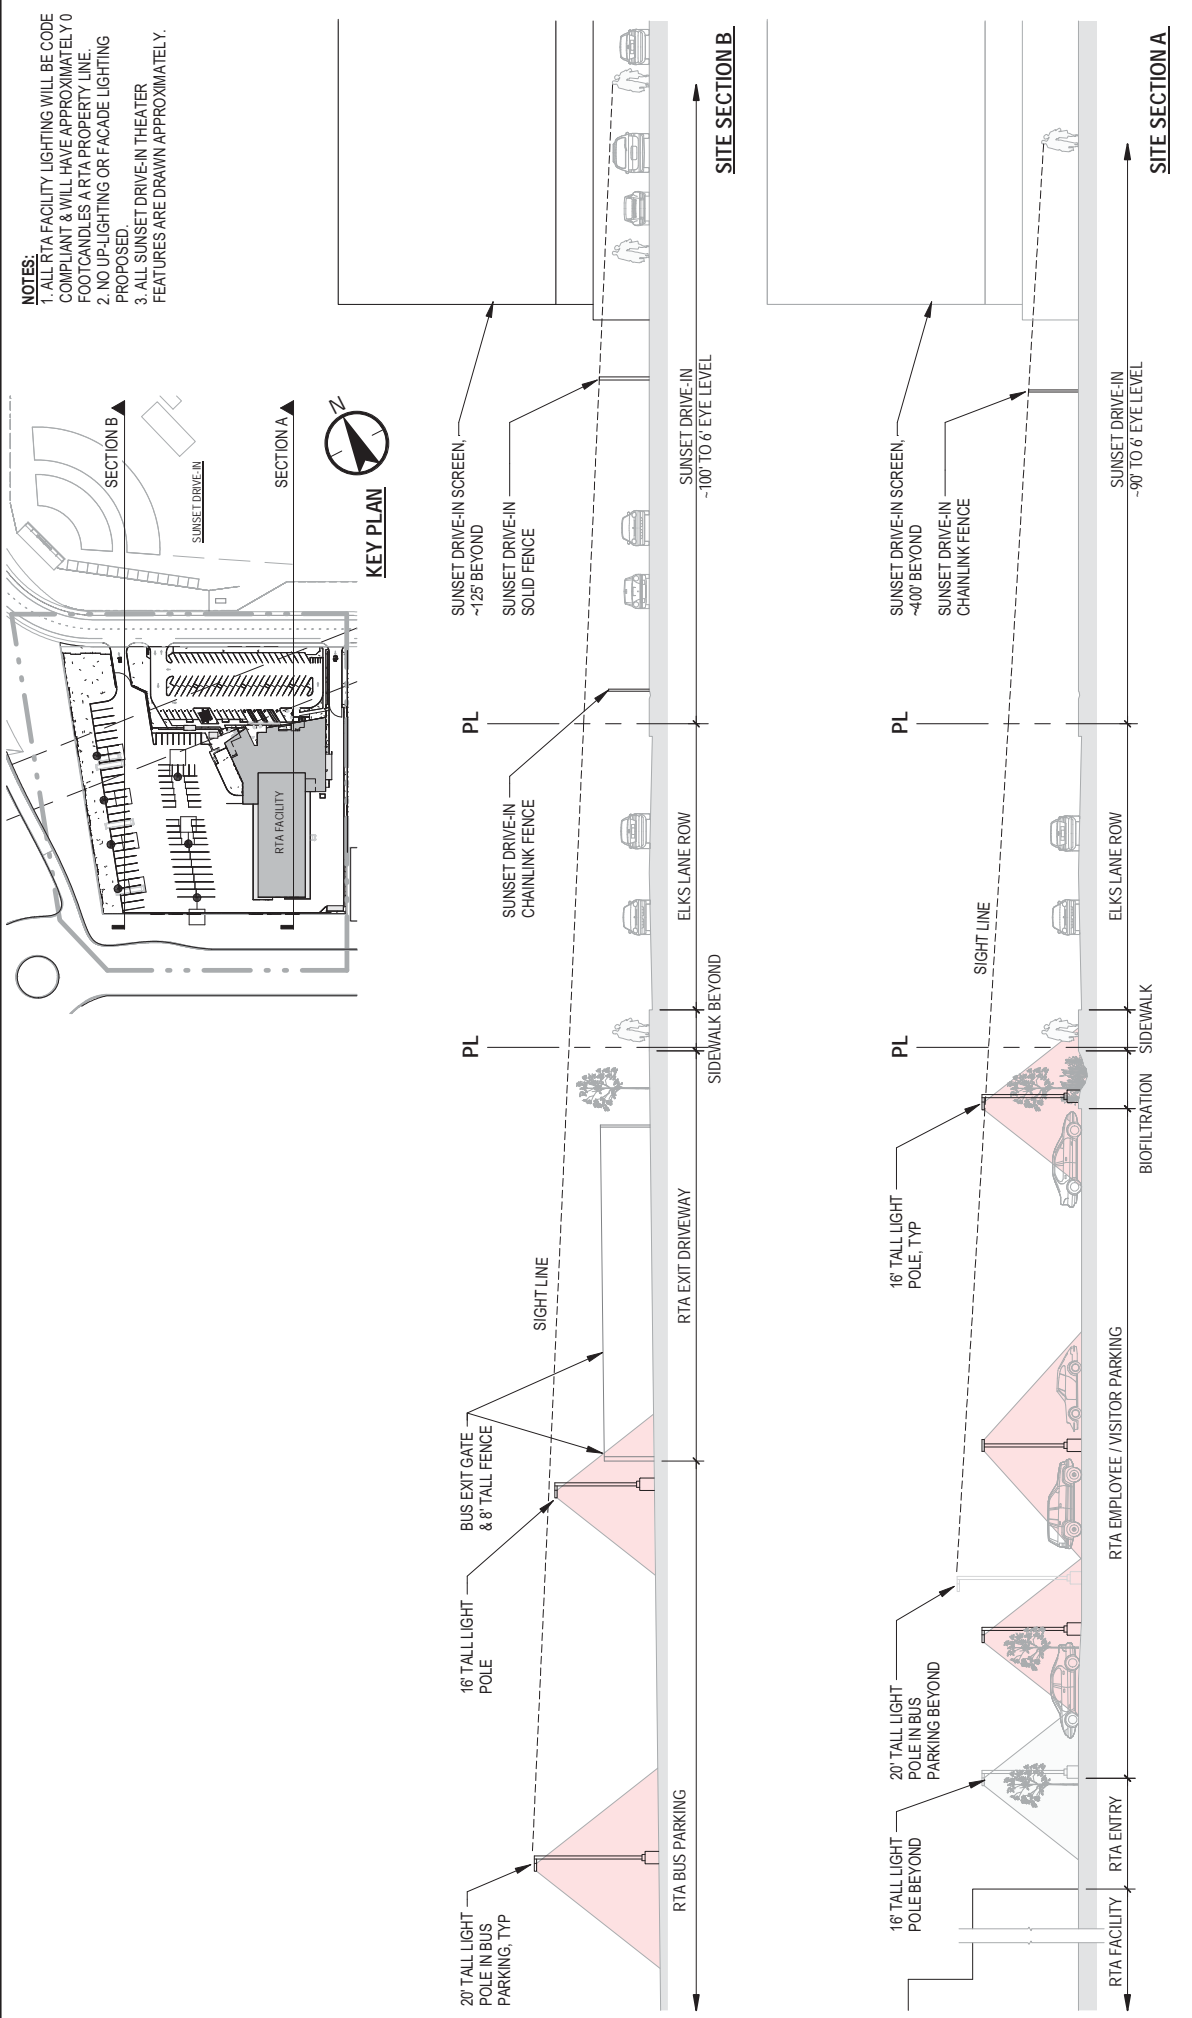 NOTES:
1. ALL RTA FACILITY LIGHTING WILL BE CODE
COMPLIANT & WILL HAVE APPROXIMATELY 0
FOOTCANDLES A RTA PROPERTY LINE.
2. NO UP-LIGHTING OR FACADE LIGHTING
PROPOSED.
3. ALL SUNSET DRIVE-IN THEATER
FEATURES ARE DRAWN APPROXIMATELY.
SECTION B
SUNSET DRIVE-IN
SECTION A
RTA FACILITY
N
KEY PLAN
20' TALL LIGHT
POLE IN BUS
PARKING, TYP
16' TALL LIGHT
POLE
BUS EXIT GATE
& 8' TALL FENCE
SIGHT LINE
PL
SUNSET DRIVE-IN
CHAINLINK FENCE
PL
SUNSET DRIVE-IN SCREEN,
~125' BEYOND
SUNSET DRIVE-IN
SOLID FENCE
RTA BUS PARKING
RTA EXIT DRIVEWAY
SIDEWALK BEYOND
ELKS LANE ROW
SUNSET DRIVE-IN
~100' TO 6' EYE LEVEL
SITE SECTION B
16' TALL LIGHT
POLE BEYOND
20' TALL LIGHT
POLE IN BUS
PARKING BEYOND
16' TALL LIGHT
POLE, TYP
PL
SIGHT LINE
PL
SUNSET DRIVE-IN SCREEN,
~400' BEYOND
SUNSET DRIVE-IN
CHAINLINK FENCE
RTA FACILITY
RTA ENTRY
RTA EMPLOYEE / VISITOR PARKING
BIOFILTRATION
SIDEWALK
ELKS LANE ROW
SUNSET DRIVE-IN
~90' TO 6' EYE LEVEL
SITE SECTION A